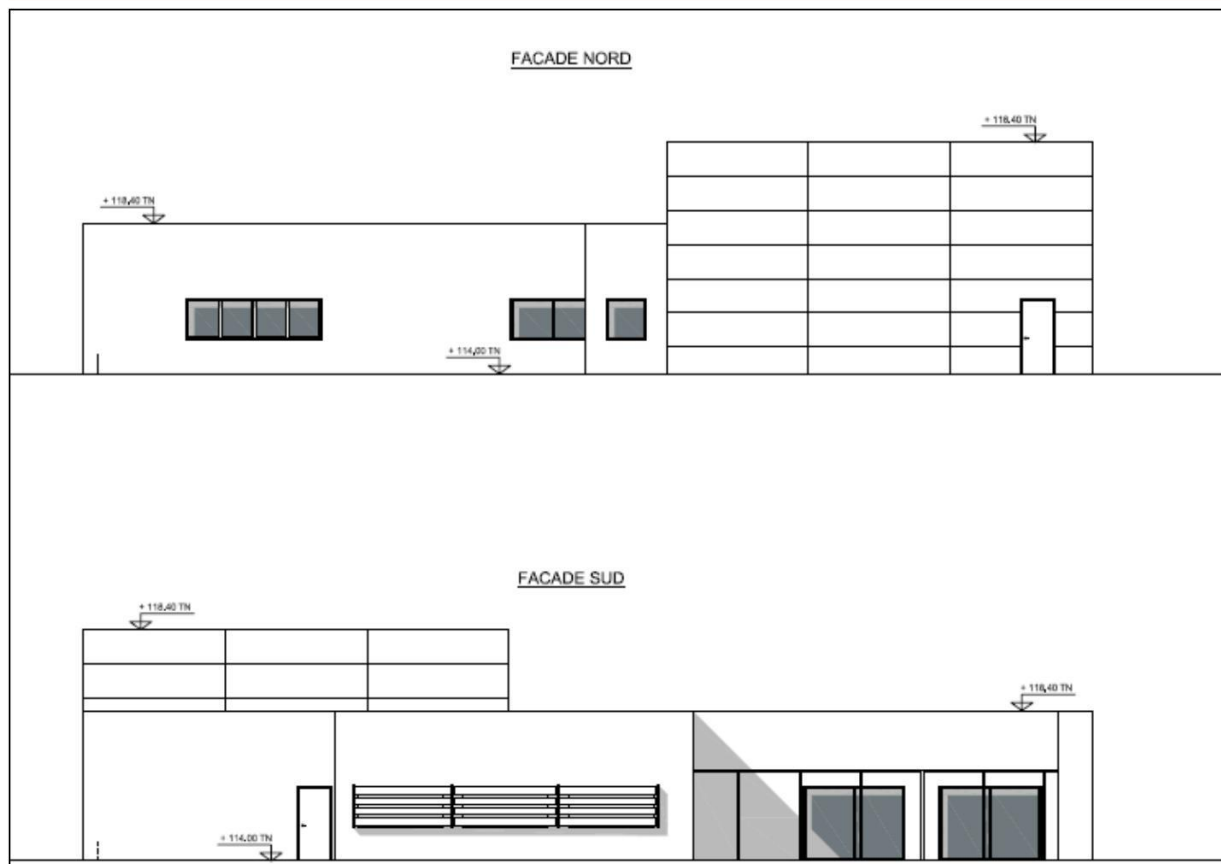 FACADE NORD
+ 118,40 TN
+ 118,40 TN
+ 114,00 TN
FACADE SUD
+ 118,40 TN
+ 118,40 TN
+ 114,00 TN